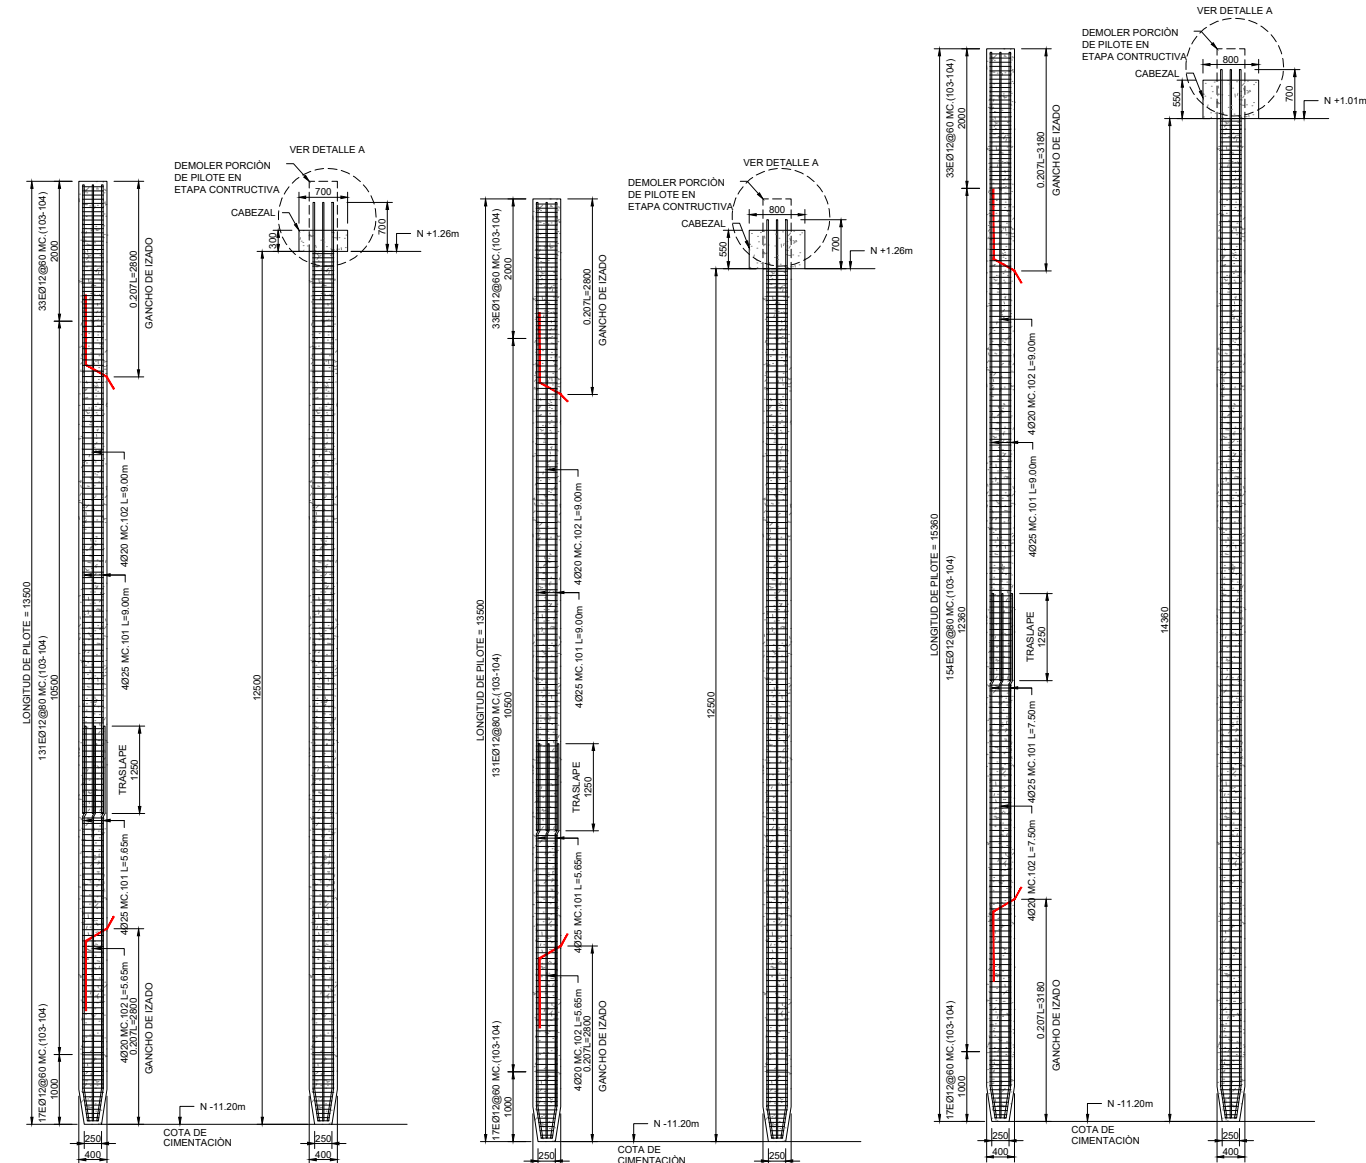 VER DETALLE A
DEMOLER PORCIÓN
DE PILOTE EN
ETAPA CONTRUCTIVA
CABEZAL
700
300
700
N +1.26m
33EØ12@60 MC.(103-104)
2000
0.207L=2800
GANCHO DE IZADO
LONGITUD DE PILOTE = 13500
131EØ12@80 MC.(103-104)
10500
4Ø20 MC.102 L=9.00m
4Ø25 MC.101 L=9.00m
TRASLAPE
1250
4Ø25 MC.101 L=5.65m
4Ø20 MC.102 L=5.65m
0.207L=2800
GANCHO DE IZADO
17EØ12@60 MC.(103-104)
1000
12500
N -11.20m
COTA DE
CIMENTACIÓN
250
400
250
400
VER DETALLE A
DEMOLER PORCIÓN
DE PILOTE EN
ETAPA CONTRUCTIVA
CABEZAL
800
550
700
N +1.26m
33EØ12@60 MC.(103-104)
2000
0.207L=2800
GANCHO DE IZADO
LONGITUD DE PILOTE = 13500
131EØ12@80 MC.(103-104)
10500
4Ø20 MC.102 L=9.00m
4Ø25 MC.101 L=9.00m
TRASLAPE
1250
4Ø25 MC.101 L=5.65m
4Ø20 MC.102 L=5.65m
0.207L=2800
GANCHO DE IZADO
17EØ12@60 MC.(103-104)
1000
12500
N -11.20m
COTA DE
CIMENTACIÓN
250
250
VER DETALLE A
DEMOLER PORCIÓN
DE PILOTE EN
ETAPA CONTRUCTIVA
CABEZAL
800
550
700
N +1.01m
33EØ12@60 MC.(103-104)
2000
0.207L=3180
GANCHO DE IZADO
LONGITUD DE PILOTE = 15360
154EØ12@80 MC.(103-104)
12360
4Ø20 MC.102 L=9.00m
4Ø25 MC.101 L=9.00m
TRASLAPE
1250
4Ø25 MC.101 L=7.50m
4Ø20 MC.102 L=7.50m
0.207L=3180
GANCHO DE IZADO
17EØ12@60 MC.(103-104)
1000
14360
N -11.20m
COTA DE
CIMENTACIÓN
250
400
250
400